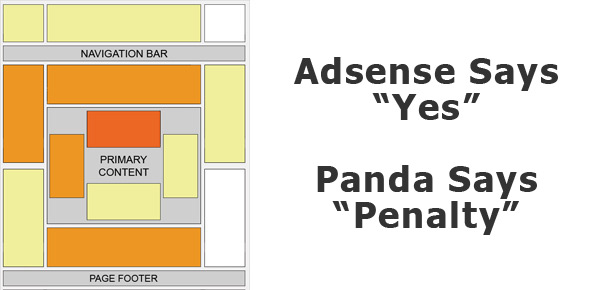 NAVIGATION BAR
PRIMARY
CONTENT
PAGE FOOTER
Adsense Says
“Yes”
Panda Says
“Penalty”